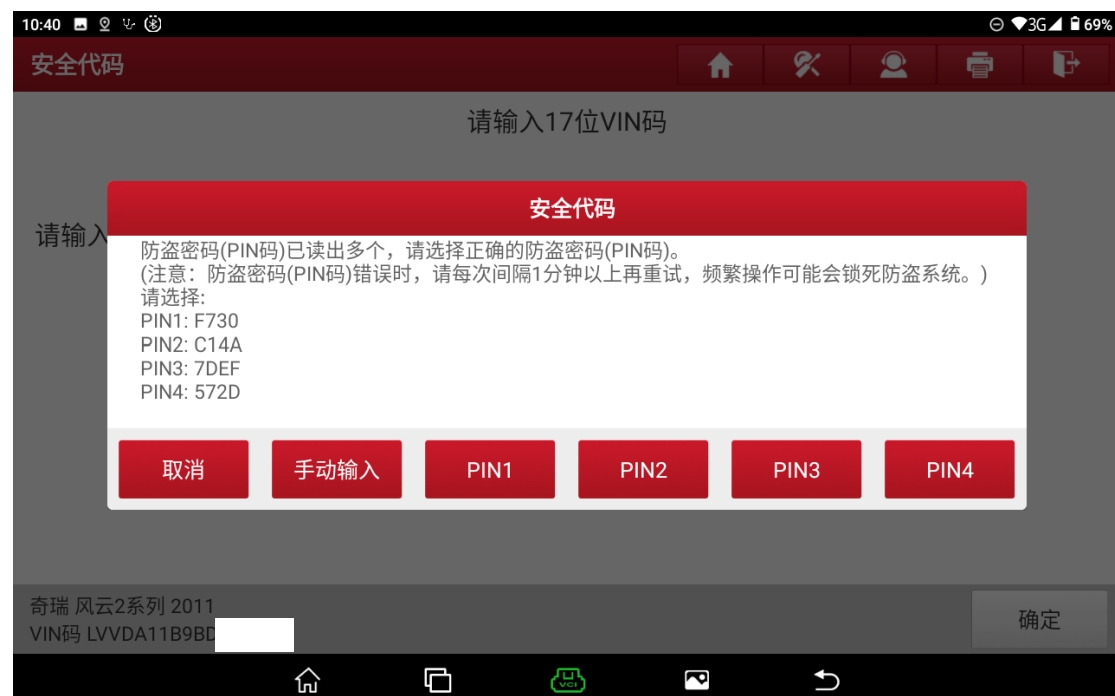 10:40
3G
69%
安全代码
请输入17位VIN码
请输入
安全代码
防盗密码(PIN码)已读出多个，请选择正确的防盗密码(PIN码)。
(注意：防盗密码(PIN码)错误时，请每次间隔1分钟以上再重试，频繁操作可能会锁死防盗系统。)
请选择:
PIN1: F730
PIN2: C14A
PIN3: 7DEF
PIN4: 572D
取消
手动输入
PIN1
PIN2
PIN3
PIN4
奇瑞 风云2系列 2011
VIN码 LVVDA11B9BD
确定
VCI